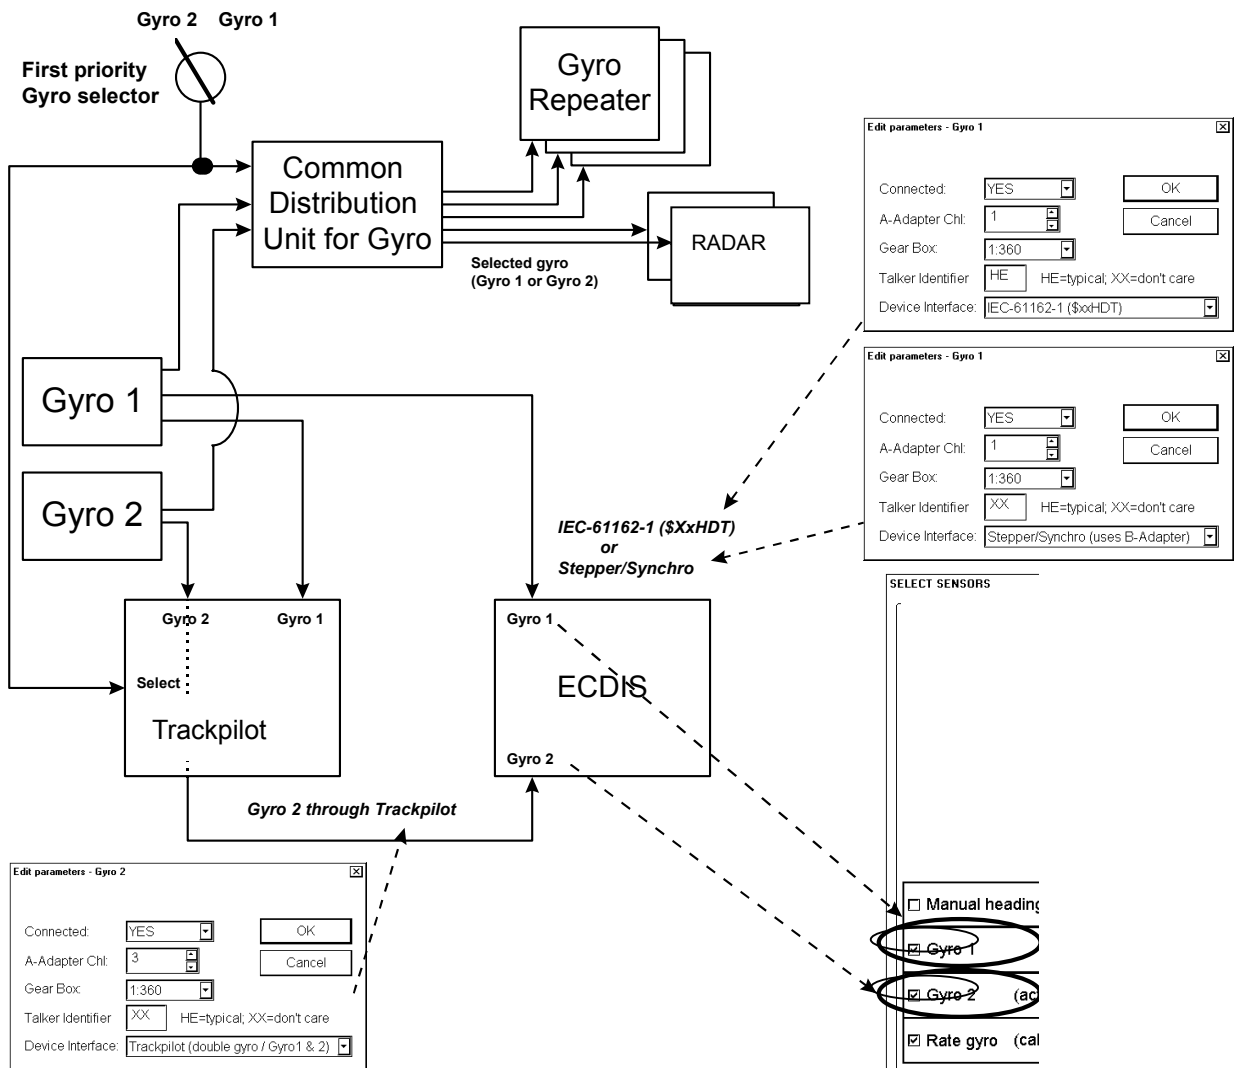 Gyro 2 Gyro 1
First priority
Gyro selector
Gyro
Repeater
Common
Distribution
Unit for Gyro
RADAR
Selected gyro
(Gyro 1 or Gyro 2)
Gyro 1
Gyro 2
Edit parameters - Gyro 1
Connected: YES OK
A-Adapter Chl: 1 Cancel
Gear Box: 1:360
Talker Identifier HE HE=typical; XX=don't care
Device Interface: IEC-61162-1 ($xxHDT)
Edit parameters - Gyro 1
Connected: YES OK
A-Adapter Chl: 1 Cancel
Gear Box: 1:360
Talker Identifier XX HE=typical; XX=don't care
Device Interface: Stepper/Synchro (uses B-Adapter)
IEC-61162-1 ($XxHDT)
or
Stepper/Synchro
Gyro 2 Gyro 1
Select
Trackpilot
Gyro 1
ECDIS
Gyro 2
Gyro 2 through Trackpilot
SELECT SENSORS
Manual heading
Gyro 1
Gyro 2 (ac
Rate gyro (cal
Edit parameters - Gyro 2
Connected: YES OK
A-Adapter Chl: 3 Cancel
Gear Box: 1:360
Talker Identifier XX HE=typical; XX=don't care
Device Interface: Trackpilot (double gyro / Gyro1 & 2)